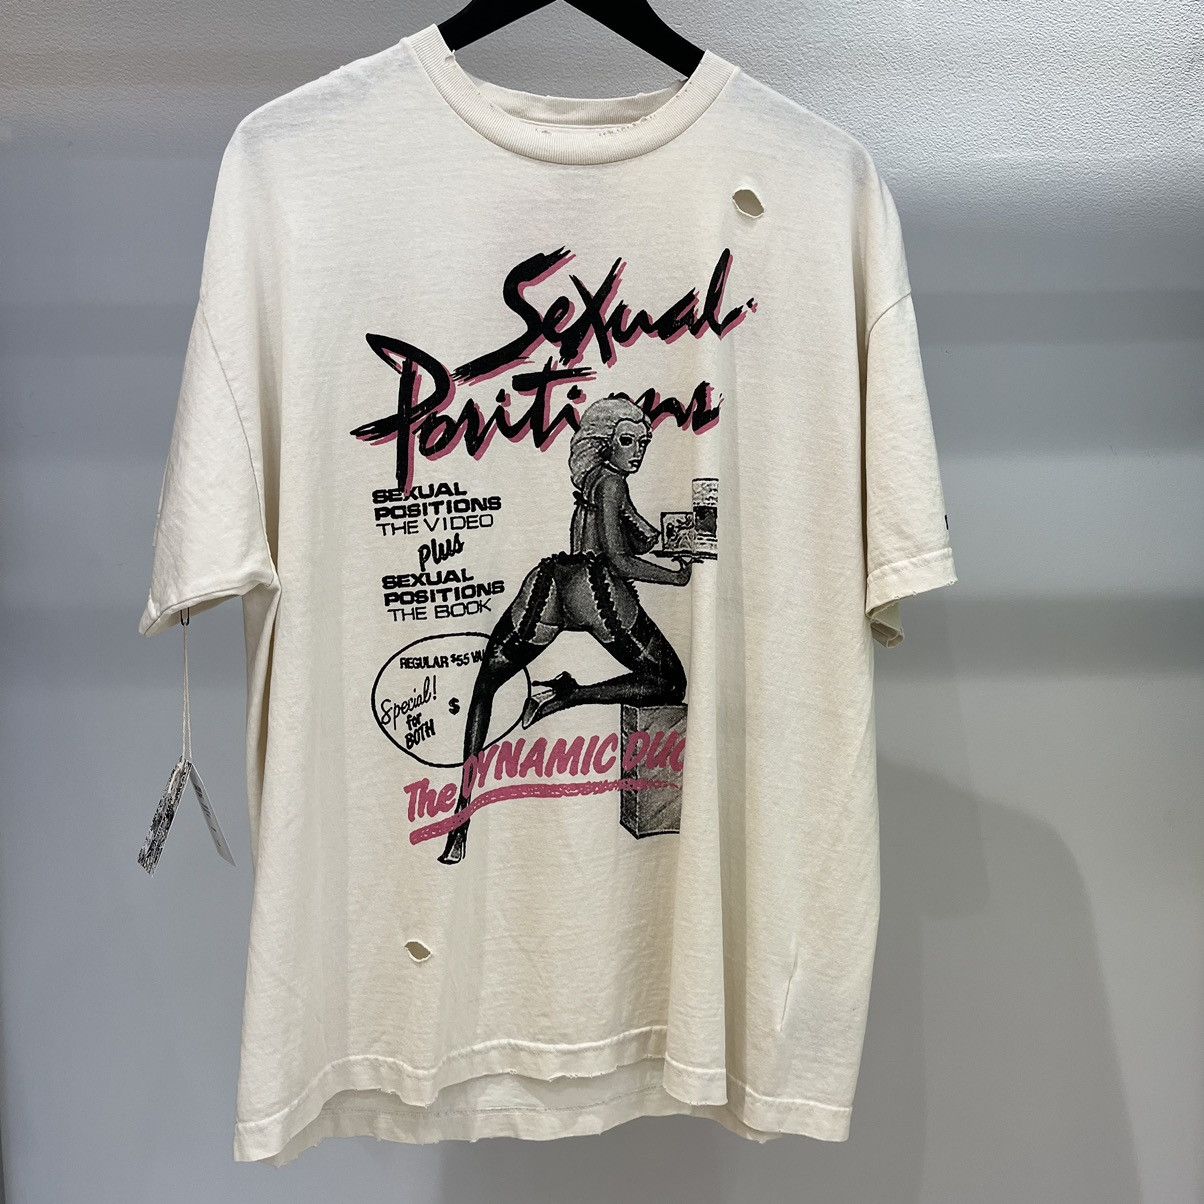 Sexual
Positions
SEXUAL
POSITIONS
THE VIDEO
plus
SEXUAL
POSITIONS
THE BOOK
REGULAR $55
Special!
for
BOTH
$
The DYNAMIC DUO